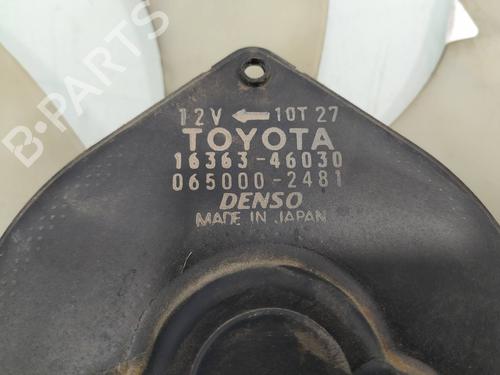 B-PARTS
12V ← 10T 27
TOYOTA
16363-46030
065000-2481
DENSO
MADE IN JAPAN